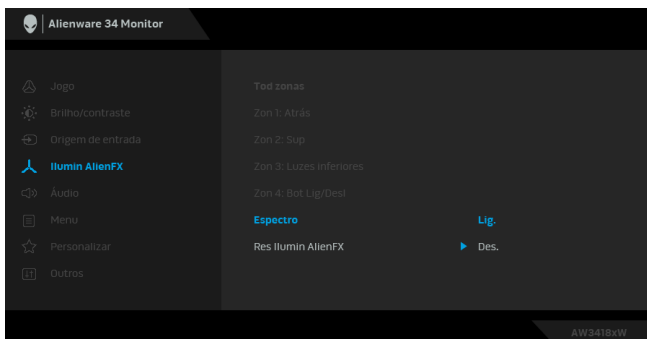 Alienware 34 Monitor
Jogo
Tod zonas
Brilho/contraste
Zon 1: Atrás
Origem de entrada
Zon 2: Sup
Ilumin AlienFX
Zon 3: Luzes inferiores
Áudio
Zon 4: Bot Lig/Desl
Menu
Espectro
Lig.
Personalizar
Res Ilumin AlienFX
Des.
Outros
AW3418xW